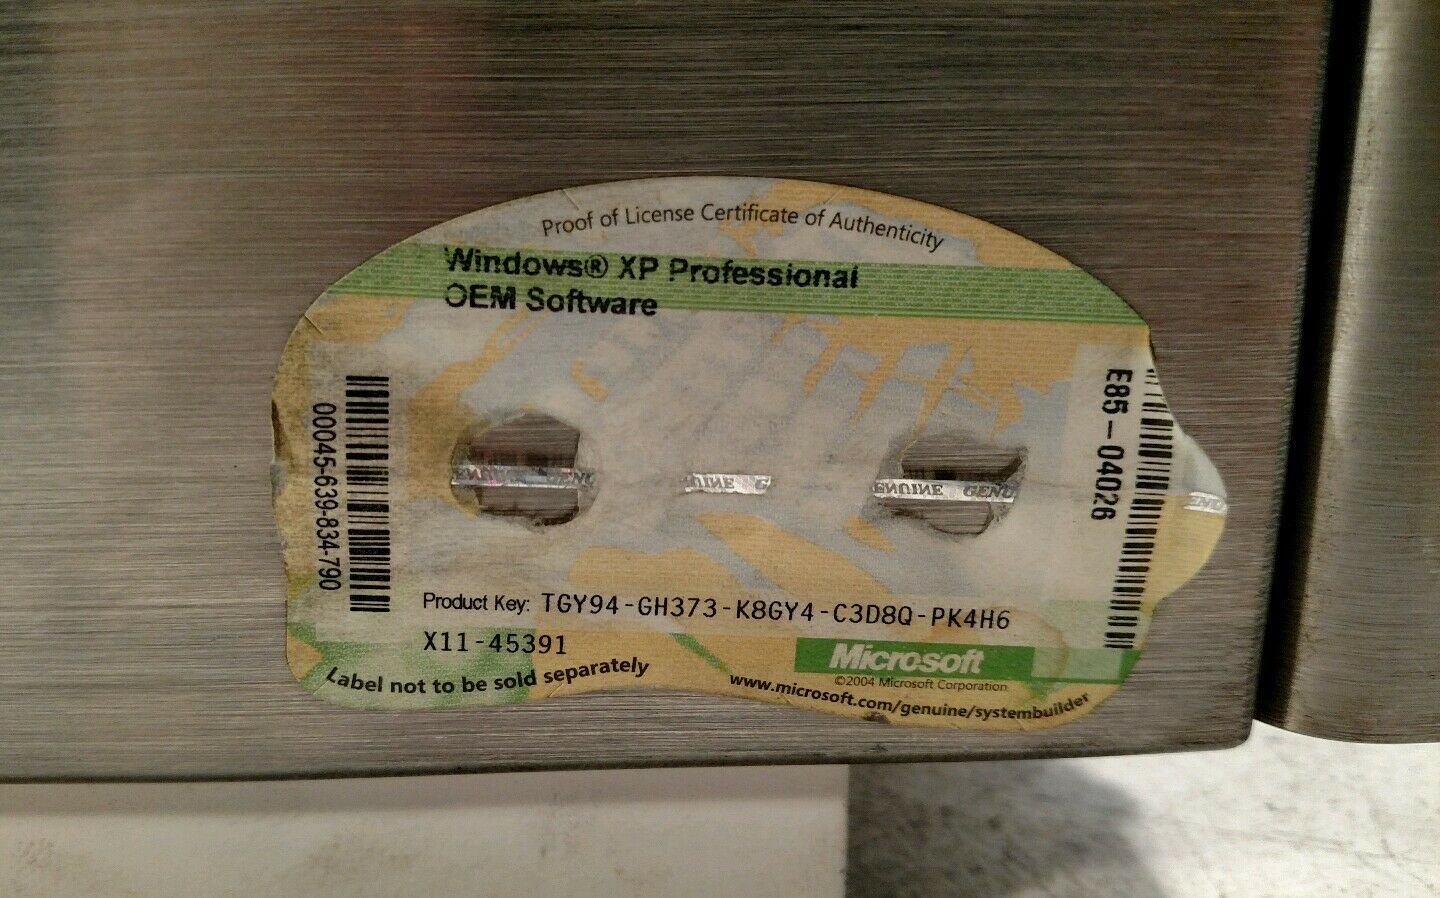 Proof of License Certificate of Authenticity
Windows® XP Professional
OEM Software
00045-639-834-790
E85-04026
GENUINE GENU
Product Key: TGY94-GH373-K8GY4-C3D8Q-PK4H6
X11-45391
Microsoft
©2004 Microsoft Corporation
Label not to be sold separately
www.microsoft.com/genuine/systembuilder